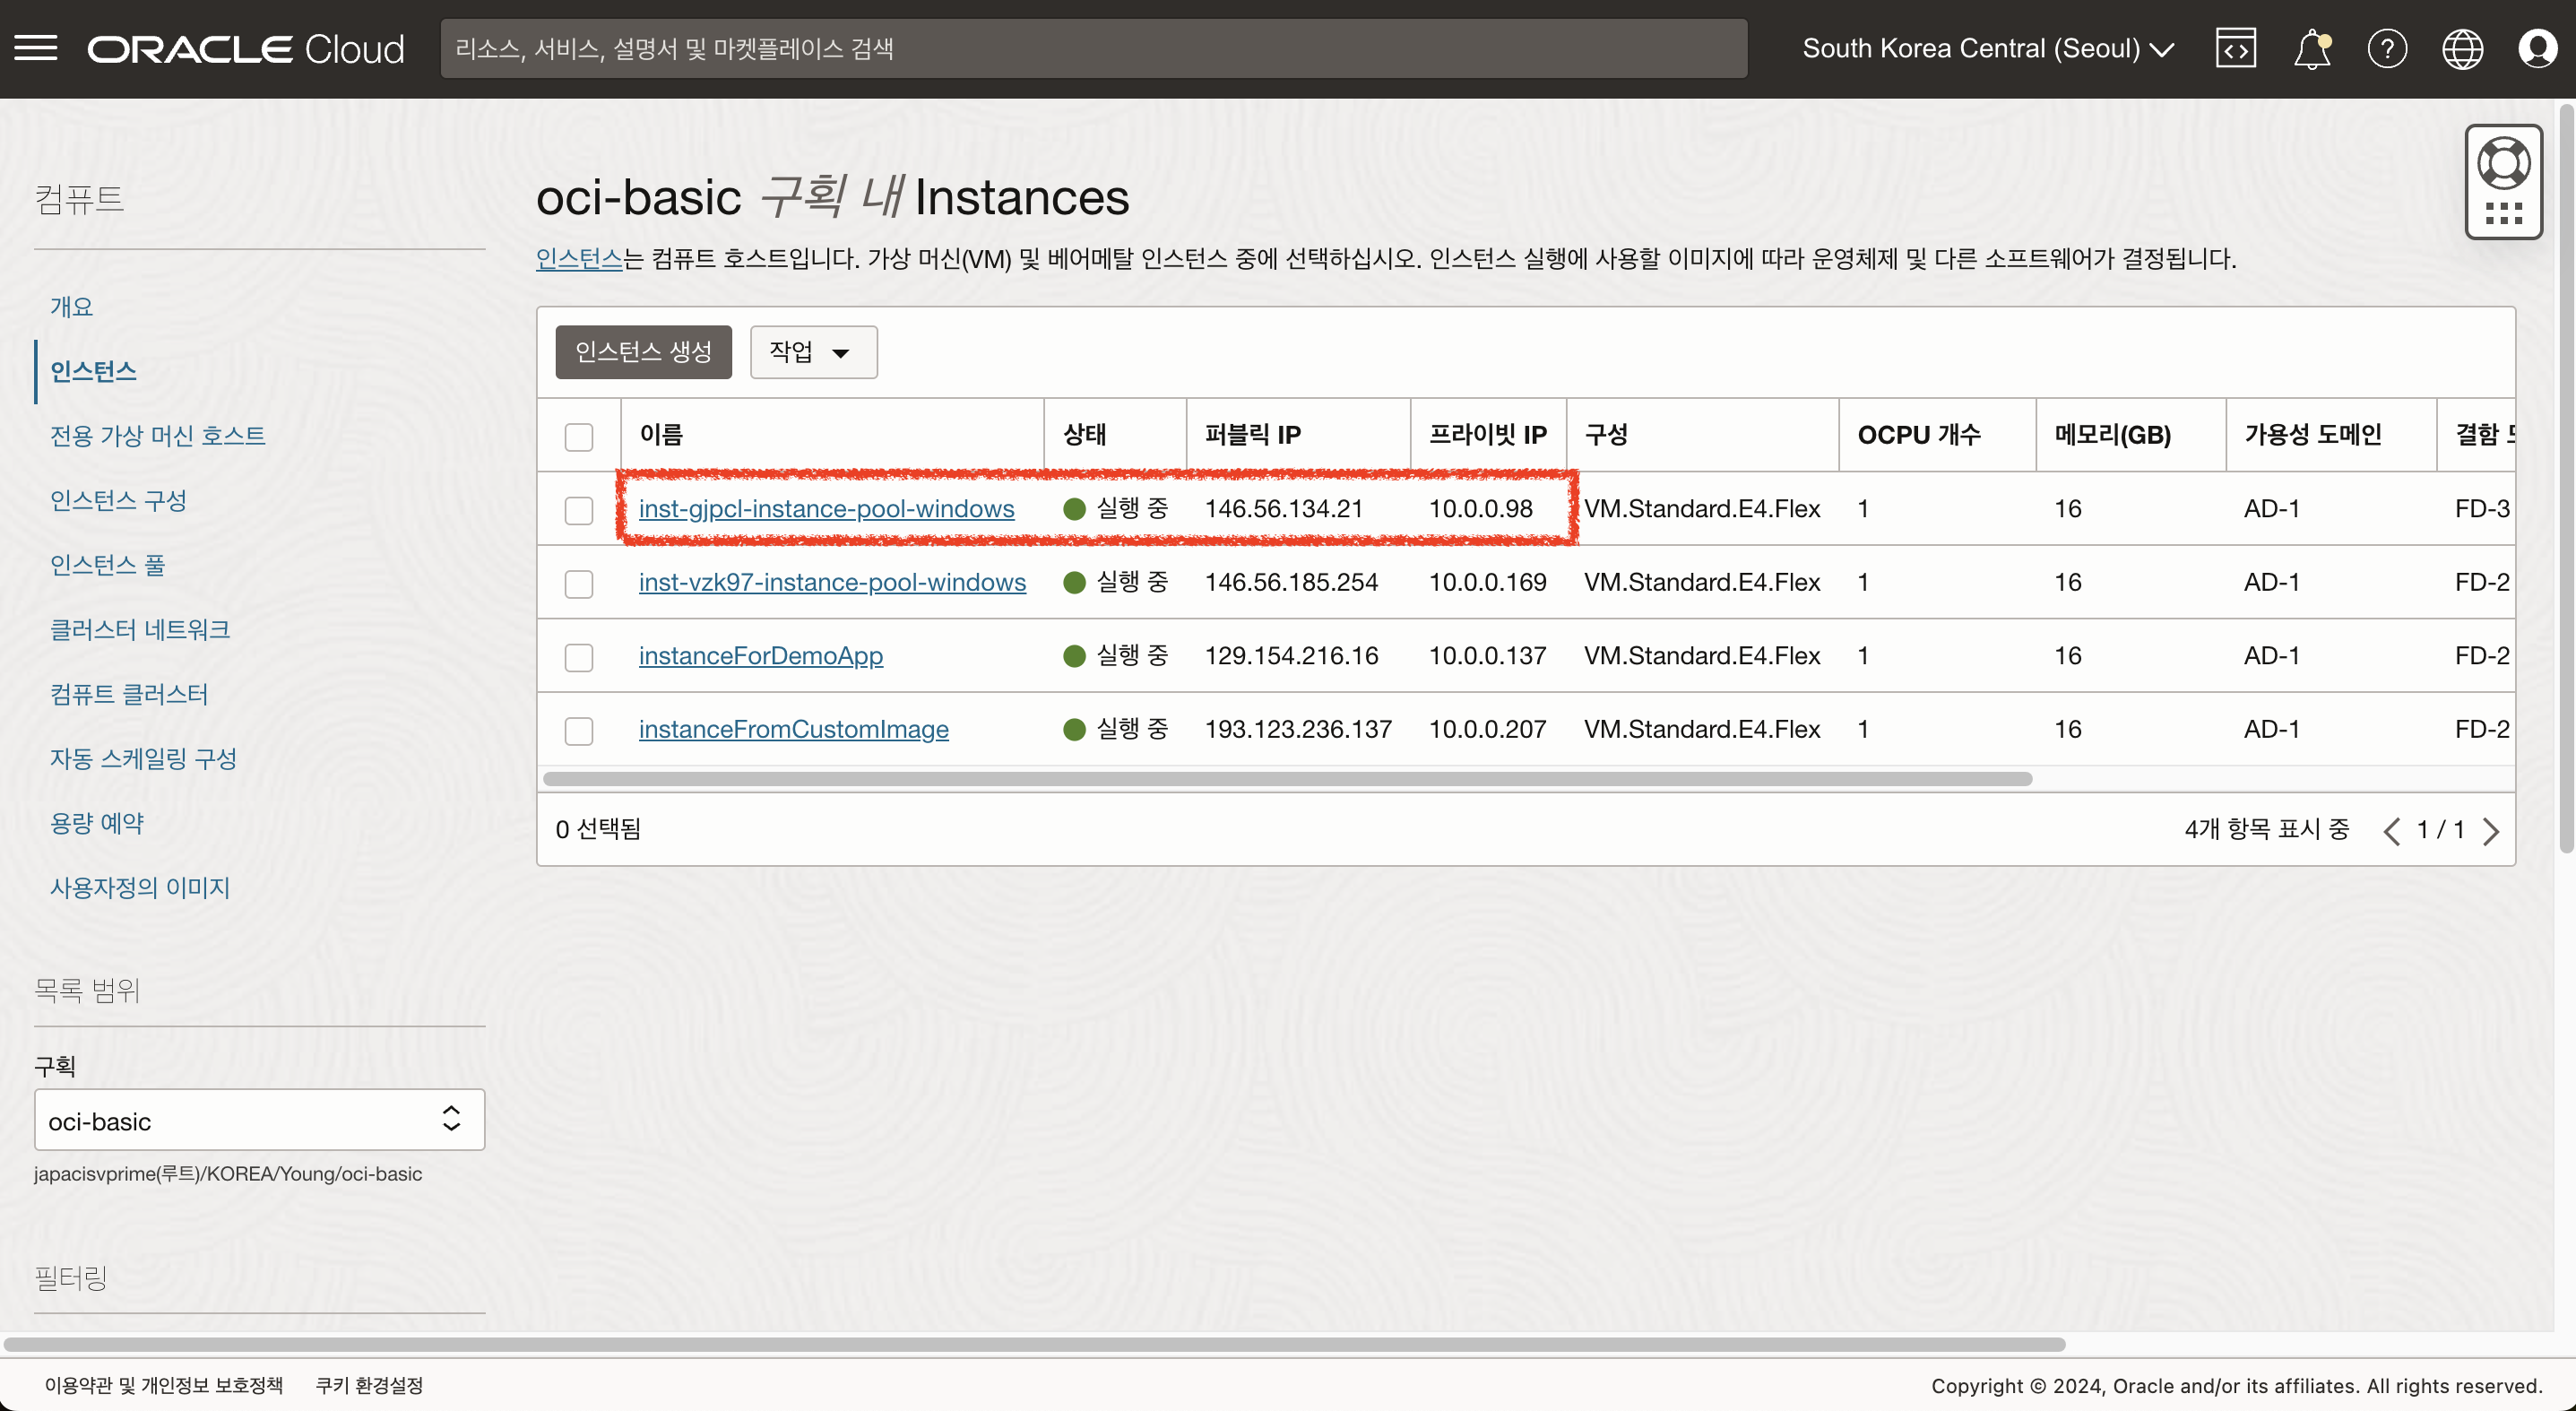 ORACLE Cloud
리소스, 서비스, 설명서 및 마켓플레이스 검색
South Korea Central (Seoul)
컴퓨트
개요
인스턴스
전용 가상 머신 호스트
인스턴스 구성
인스턴스 풀
클러스터 네트워크
컴퓨트 클러스터
자동 스케일링 구성
용량 예약
사용자정의 이미지
목록 범위
구획
oci-basic
japacisvprime(루트)/KOREA/Young/oci-basic
필터링
oci-basic 구획 내 Instances
인스턴스는 컴퓨트 호스트입니다. 가상 머신(VM) 및 베어메탈 인스턴스 중에 선택하십시오. 인스턴스 실행에 사용할 이미지에 따라 운영체제 및 다른 소프트웨어가 결정됩니다.
인스턴스 생성 작업
이름 상태 퍼블릭 IP 프라이빗 IP 구성 OCPU 개수 메모리(GB) 가용성 도메인 결함
inst-gjpcl-instance-pool-windows 실행 중 146.56.134.21 10.0.0.98 VM.Standard.E4.Flex 1 16 AD-1 FD-3
inst-vzk97-instance-pool-windows 실행 중 146.56.185.254 10.0.0.169 VM.Standard.E4.Flex 1 16 AD-1 FD-2
instanceForDemoApp 실행 중 129.154.216.16 10.0.0.137 VM.Standard.E4.Flex 1 16 AD-1 FD-2
instanceFromCustomImage 실행 중 193.123.236.137 10.0.0.207 VM.Standard.E4.Flex 1 16 AD-1 FD-2
0 선택됨 4개 항목 표시 중 1 / 1
이용약관 및 개인정보 보호정책 쿠키 환경설정 Copyright © 2024, Oracle and/or its affiliates. All rights reserved.